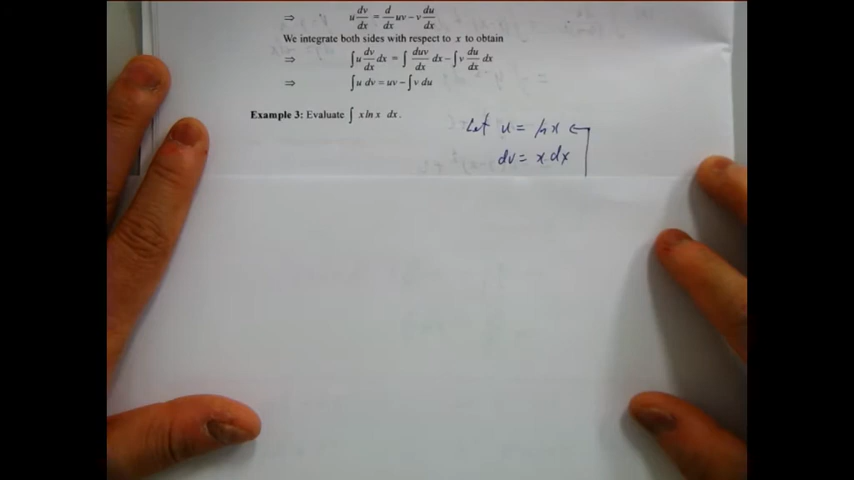 ⇒ u dv/dx = d/dx uv − v du/dx
We integrate both sides with respect to x to obtain
⇒ ∫ u dv/dx dx = ∫ duv/dx dx − ∫ v du/dx dx
⇒ ∫ u dv = uv − ∫ v du
Example 3: Evaluate ∫ x ln x dx.
Let u = ln x ←
dv = x dx